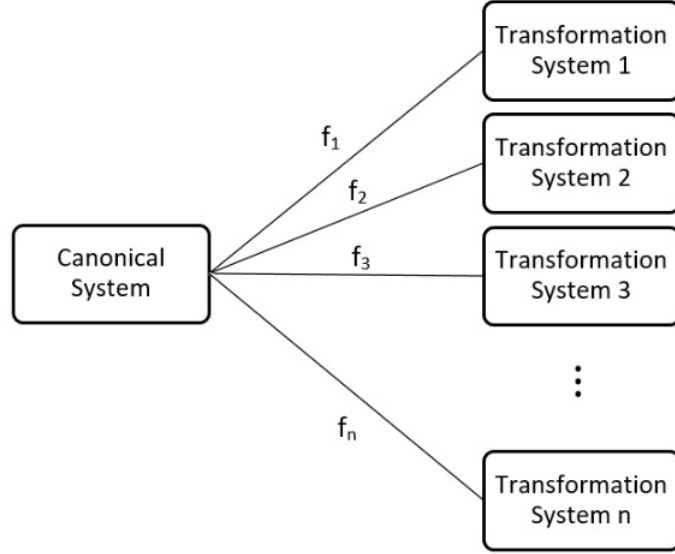 Transformation
System 1
f₁
Transformation
System 2
f₂
Canonical
System
f₃
Transformation
System 3
fₙ
Transformation
System n